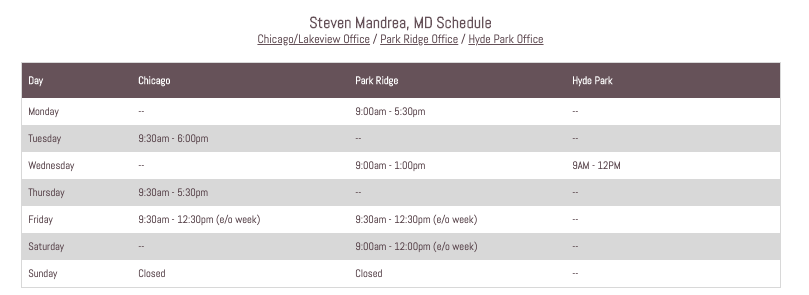 Steven Mandrea, MD Schedule
Chicago/Lakeview Office / Park Ridge Office / Hyde Park Office
Day Chicago Park Ridge Hyde Park
Monday -- 9:00am - 5:30pm --
Tuesday 9:30am - 6:00pm -- --
Wednesday -- 9:00am - 1:00pm 9AM - 12PM
Thursday 9:30am - 5:30pm -- --
Friday 9:30am - 12:30pm (e/o week) 9:30am - 12:30pm (e/o week) --
Saturday -- 9:00am - 12:00pm (e/o week) --
Sunday Closed Closed --